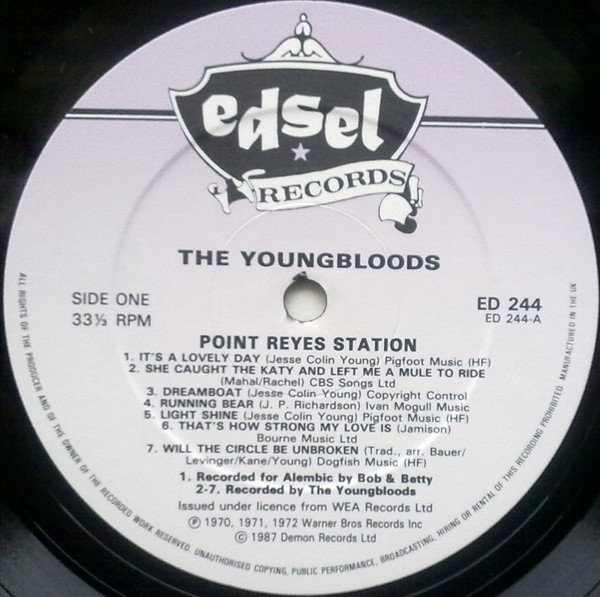 edsel
RECORDS
THE YOUNGBLOODS
SIDE ONE
33⅓ RPM
ED 244
ED 244-A
POINT REYES STATION
1. IT'S A LOVELY DAY (Jesse Colin Young) Pigfoot Music (HF)
2. SHE CAUGHT THE KATY AND LEFT ME A MULE TO RIDE
(Mahal/Rachel) CBS Songs Ltd
3. DREAMBOAT (Jesse Colin Young) Copyright Control
4. RUNNING BEAR (J. P. Richardson) Ivan Mogull Music
5. LIGHT SHINE (Jesse Colin Young) Pigfoot Music (HF)
6. THAT'S HOW STRONG MY LOVE IS (Jamison)
Bourne Music Ltd
7. WILL THE CIRCLE BE UNBROKEN (Trad., arr. Bauer/
Levinger/Kane/Young) Dogfish Music (HF)
1. Recorded for Alembic by Bob & Betty
2-7. Recorded by The Youngbloods
Issued under licence from WEA Records Ltd
℗ 1970, 1971, 1972 Warner Bros Records Inc
© 1987 Demon Records Ltd
ALL RIGHTS OF THE PRODUCER AND OF THE OWNER OF THE RECORDED WORK RESERVED. UNAUTHORISED COPYING, PUBLIC PERFORMANCE, BROADCASTING, HIRING OR RENTAL OF THIS RECORDING PROHIBITED. MANUFACTURED IN THE UK